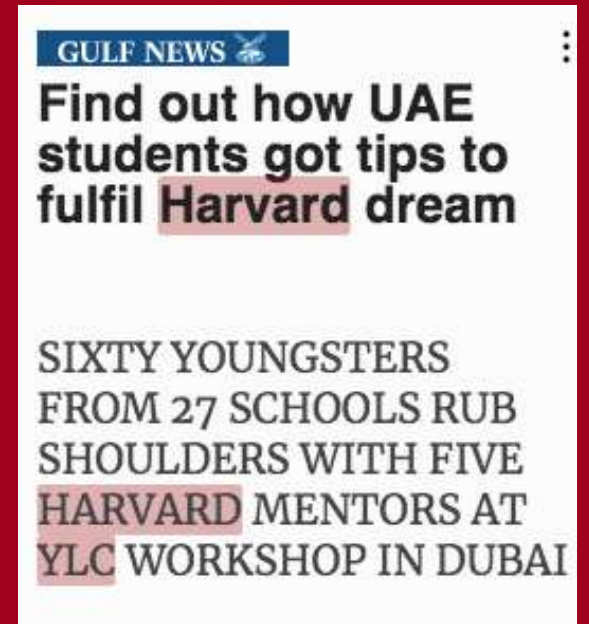 GULF NEWS
Find out how UAE
students got tips to
fulfil Harvard dream
SIXTY YOUNGSTERS
FROM 27 SCHOOLS RUB
SHOULDERS WITH FIVE
HARVARD MENTORS AT
YLC WORKSHOP IN DUBAI